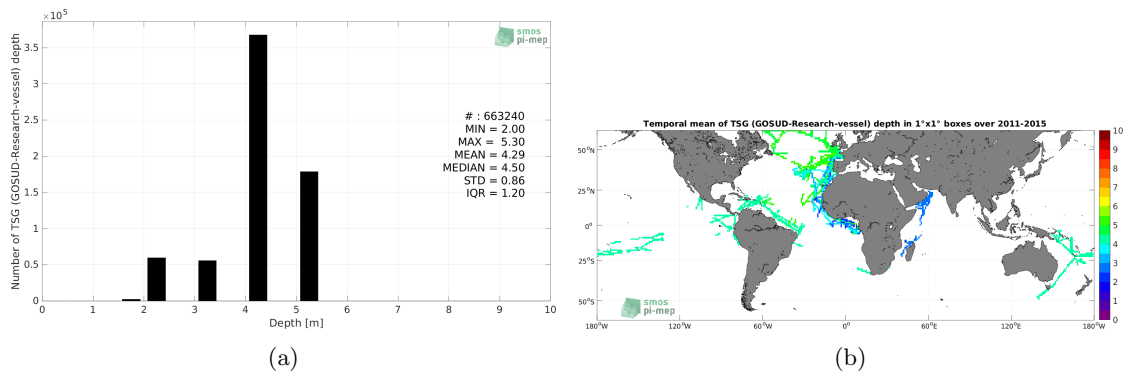 ×10⁵
smos
pi-mep
Number of TSG (GOSUD-Research-vessel) depth
3.5
3
2.5
2
1.5
1
0.5
0
# : 663240
MIN = 2.00
MAX = 5.30
MEAN = 4.29
MEDIAN = 4.50
STD = 0.86
IQR = 1.20
0 1 2 3 4 5 6 7 8 9 10
Depth [m]
(a)
Temporal mean of TSG (GOSUD-Research-vessel) depth in 1°x1° boxes over 2011-2015
50°N
25°N
0°
25°S
50°S
smos
pi-mep
180°W 120°W 60°W 0° 60°E 120°E 180°W
10
9
8
7
6
5
4
3
2
1
0
(b)